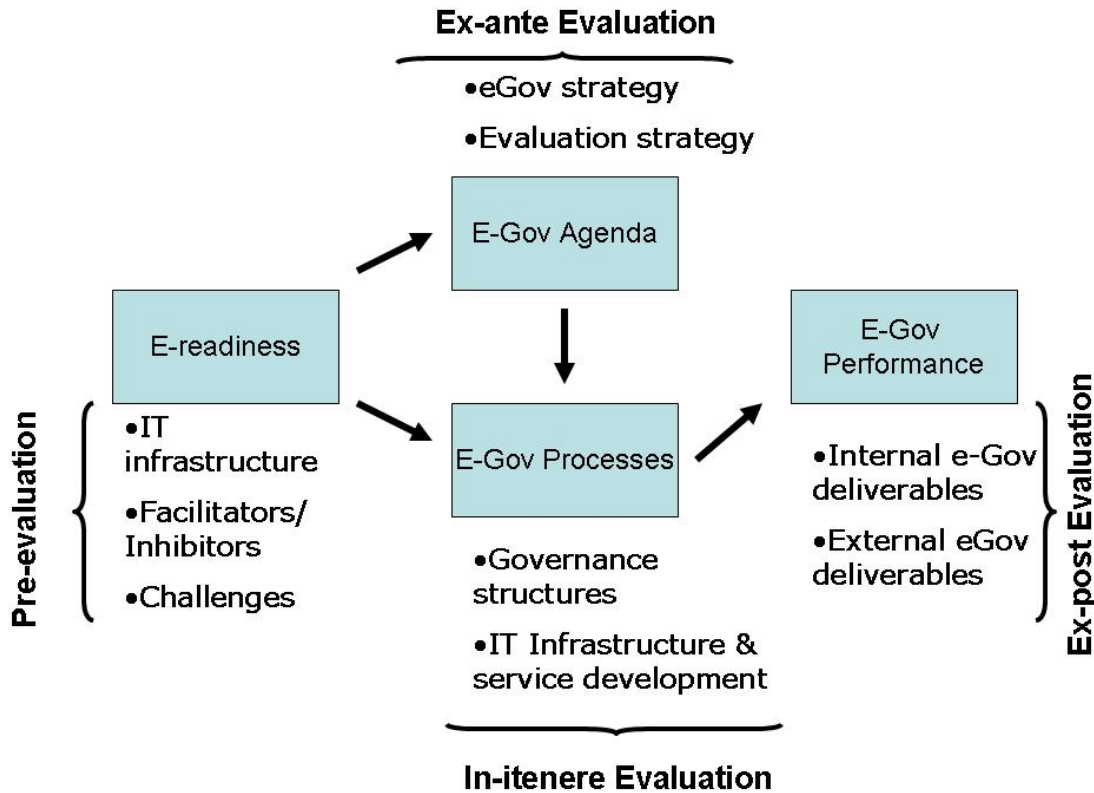 Ex-ante Evaluation
•eGov strategy
•Evaluation strategy
E-Gov Agenda
E-readiness
E-Gov
Performance
Pre-evaluation
•IT
infrastructure
•Facilitators/
Inhibitors
•Challenges
E-Gov Processes
•Governance
structures
•IT Infrastructure &
service development
In-itenere Evaluation
•Internal e-Gov
deliverables
•External eGov
deliverables
Ex-post Evaluation